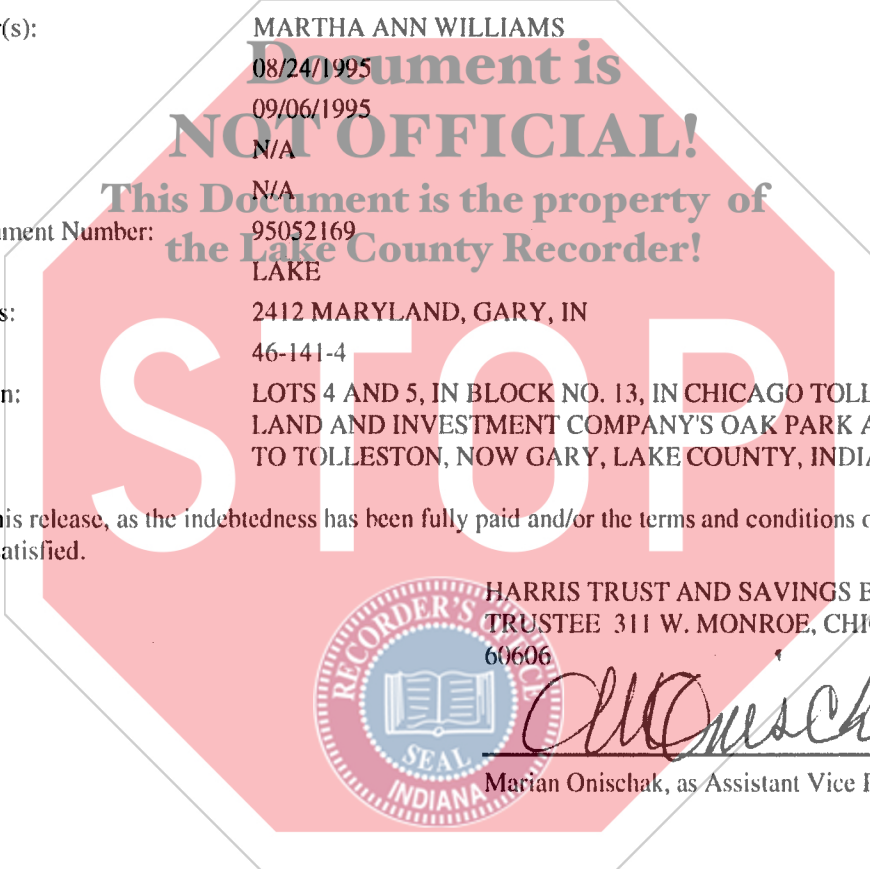 (s): MARTHA ANN WILLIAMS
Document is
08/24/1995
09/06/1995
NOT OFFICIAL!
N/A
N/A
This Document is the property of
ment Number: 95052169
the Lake County Recorder!
LAKE
s: 2412 MARYLAND, GARY, IN
46-141-4
n: LOTS 4 AND 5, IN BLOCK NO. 13, IN CHICAGO TOLL
LAND AND INVESTMENT COMPANY'S OAK PARK A
TO TOLLESTON, NOW GARY, LAKE COUNTY, INDIA
STOP
his release, as the indebtedness has been fully paid and/or the terms and conditions o
atisfied.
HARRIS TRUST AND SAVINGS B
TRUSTEE 311 W. MONROE, CHI
60606
RECORDER'S OFFICE
SEAL
INDIANA
Marian Onischak, as Assistant Vice P